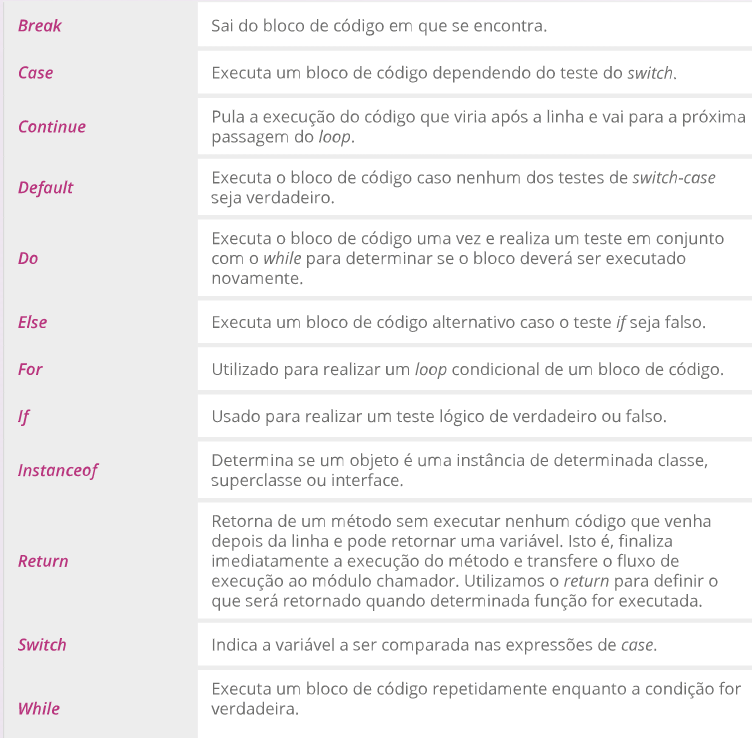 Break
Sai do bloco de código em que se encontra.
Case
Executa um bloco de código dependendo do teste do switch.
Continue
Pula a execução do código que viria após a linha e vai para a próxima
passagem do loop.
Default
Executa o bloco de código caso nenhum dos testes de switch-case
seja verdadeiro.
Do
Executa o bloco de código uma vez e realiza um teste em conjunto
com o while para determinar se o bloco deverá ser executado
novamente.
Else
Executa um bloco de código alternativo caso o teste if seja falso.
For
Utilizado para realizar um loop condicional de um bloco de código.
If
Usado para realizar um teste lógico de verdadeiro ou falso.
Instanceof
Determina se um objeto é uma instância de determinada classe,
superclasse ou interface.
Return
Retorna de um método sem executar nenhum código que venha
depois da linha e pode retornar uma variável. Isto é, finaliza
imediatamente a execução do método e transfere o fluxo de
execução ao módulo chamador. Utilizamos o return para definir o
que será retornado quando determinada função for executada.
Switch
Indica a variável a ser comparada nas expressões de case.
While
Executa um bloco de código repetidamente enquanto a condição for
verdadeira.